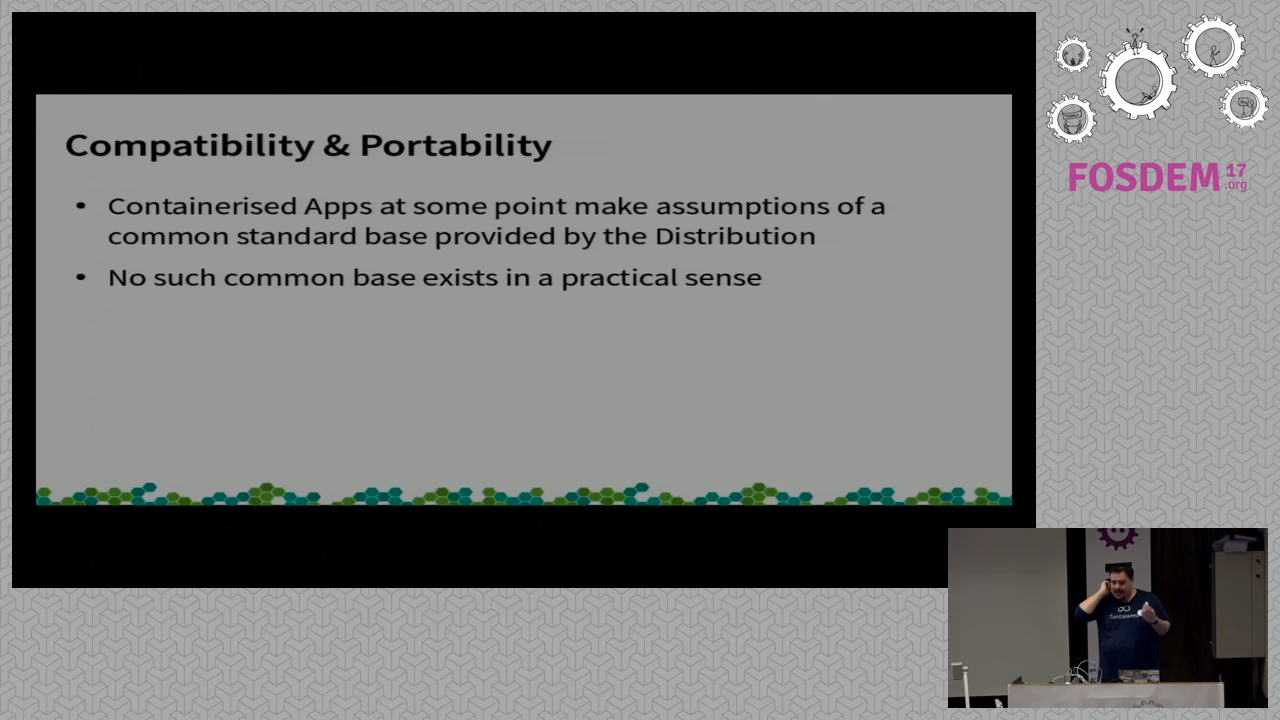 Compatibility & Portability
• Containerised Apps at some point make assumptions of a
common standard base provided by the Distribution
• No such common base exists in a practical sense
FOSDEM 17
.org